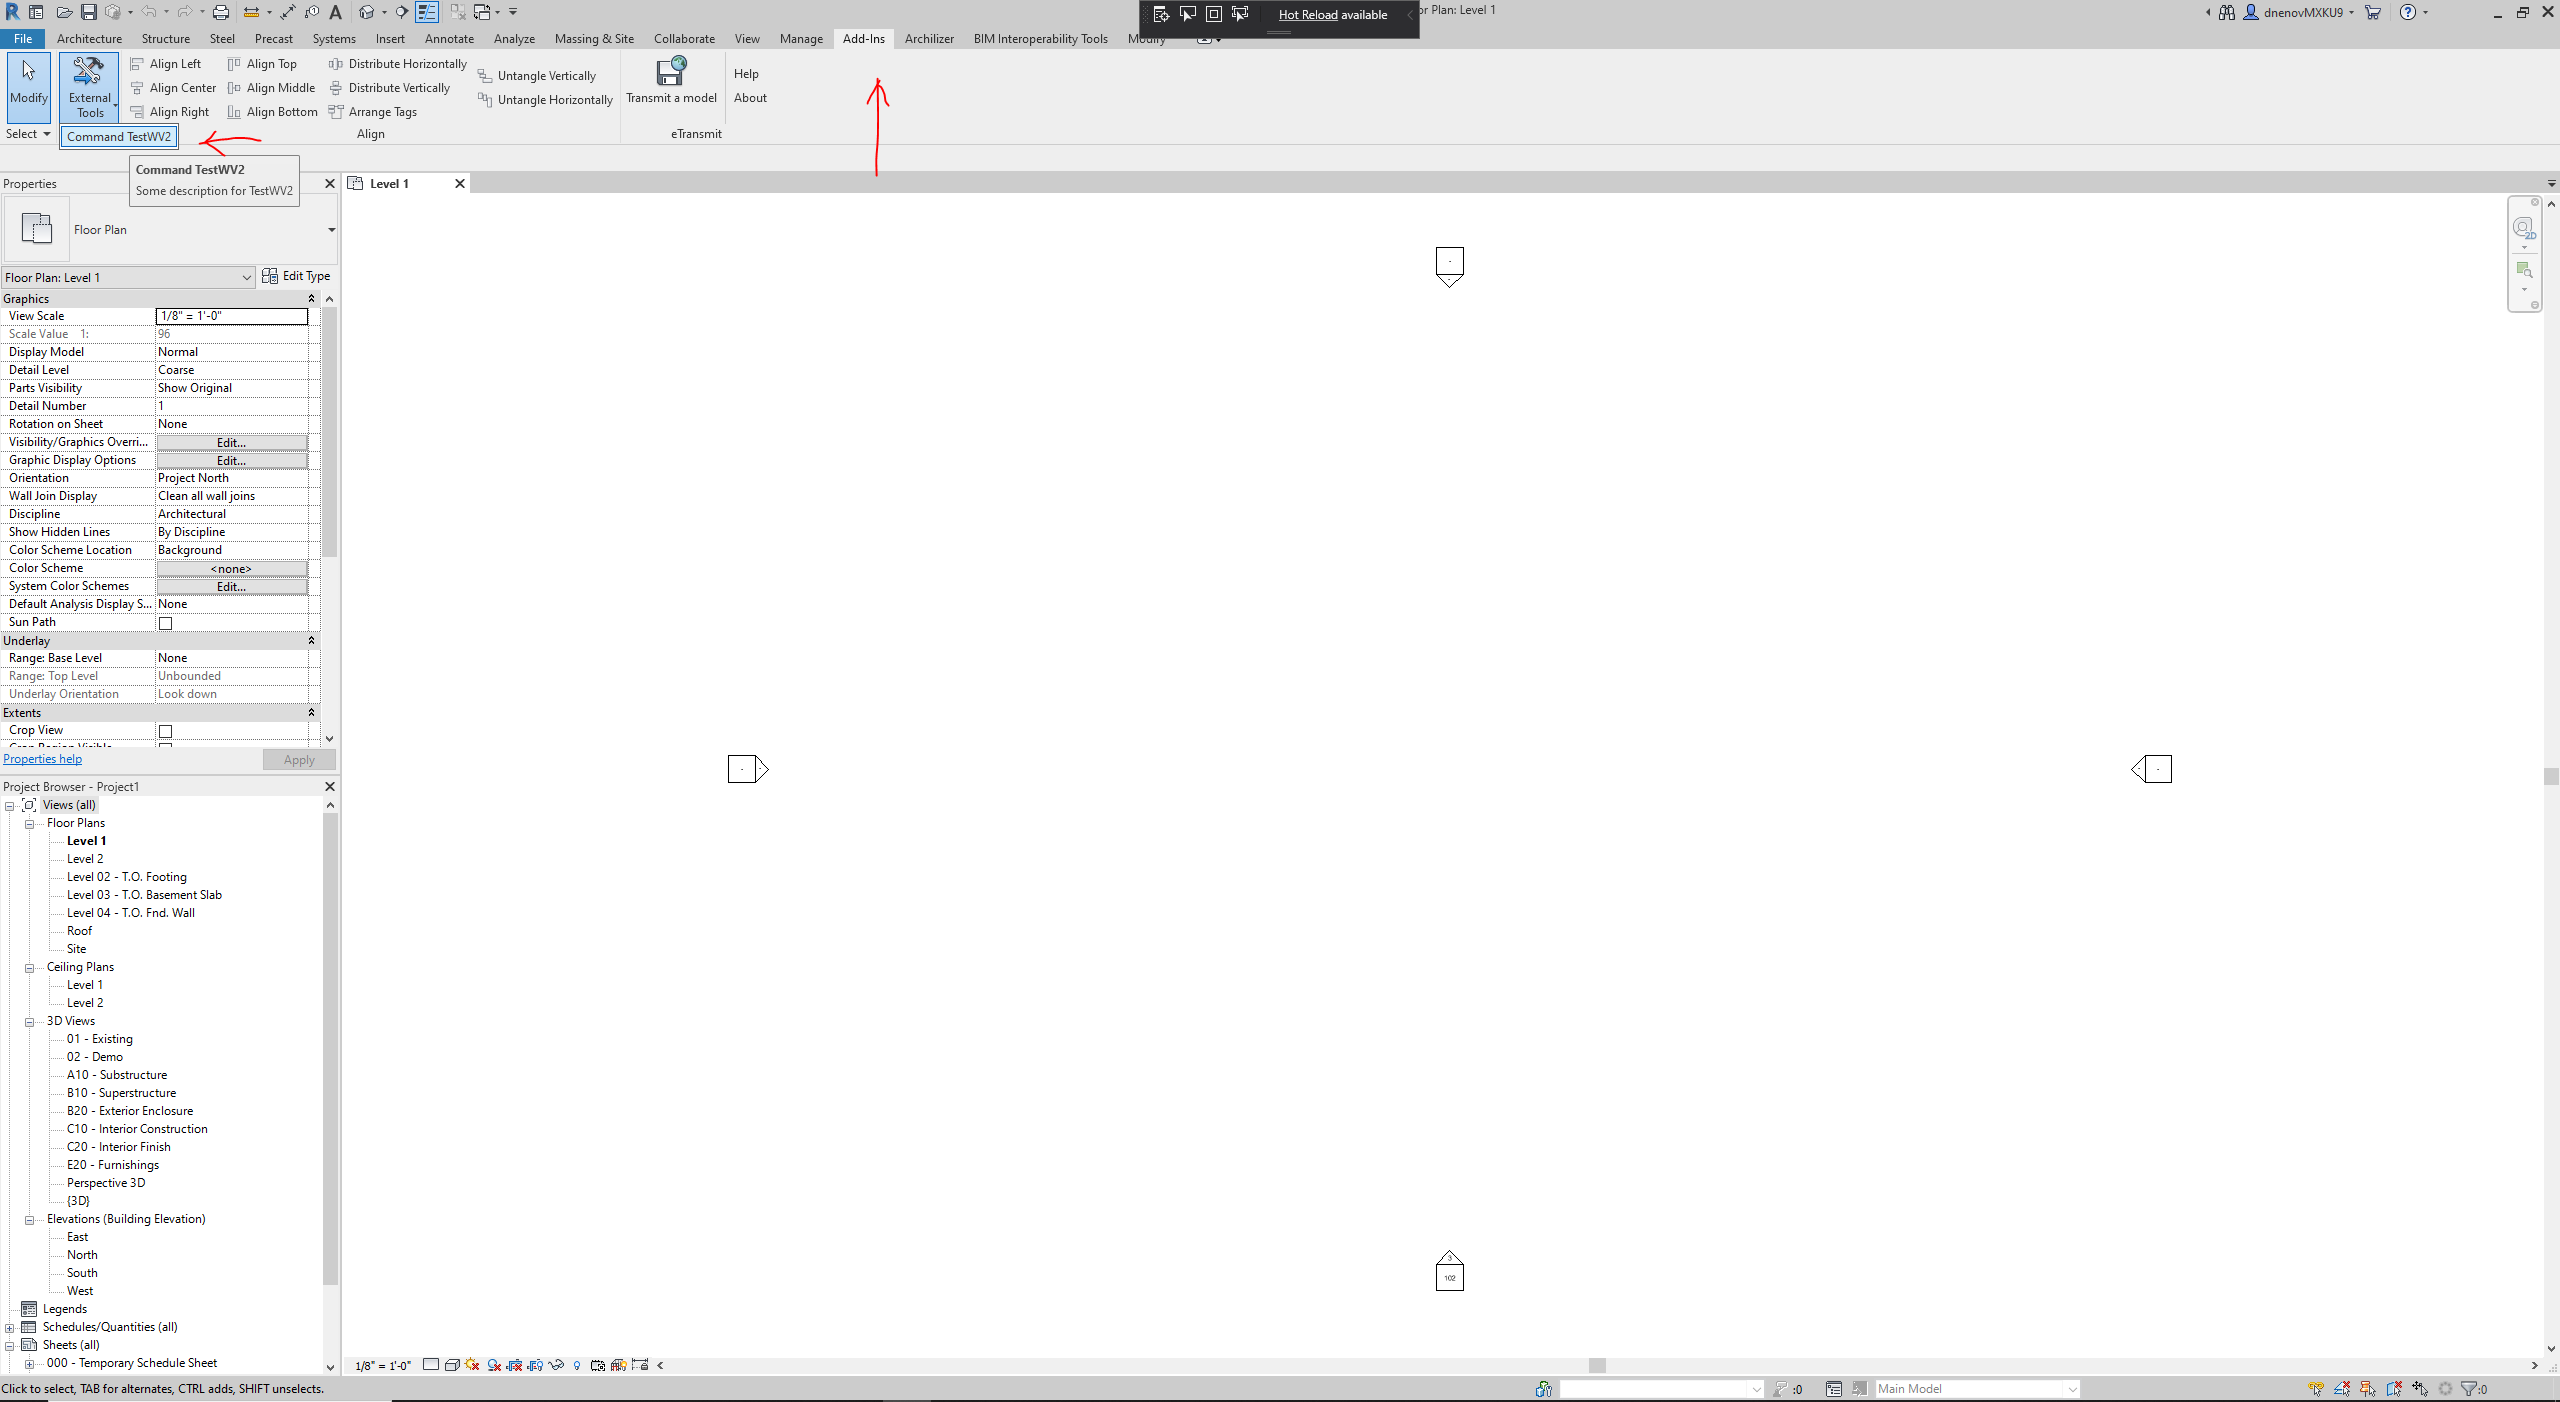 Hot Reload available
or Plan: Level 1
dnenovMXKU9
File Architecture Structure Steel Precast Systems Insert Annotate Analyze Massing & Site Collaborate View Manage Add-Ins Archilizer BIM Interoperability Tools Modify
Modify
External Tools
Align Left
Align Center
Align Right
Align Top
Align Middle
Align Bottom
Distribute Horizontally
Distribute Vertically
Arrange Tags
Untangle Vertically
Untangle Horizontally
Transmit a model
Help
About
Select
Align
eTransmit
Command TestWV2
Command TestWV2
Some description for TestWV2
Properties
Level 1
2D
Floor Plan
Floor Plan: Level 1
Edit Type
Graphics
View Scale 1/8" = 1'-0"
Scale Value 1: 96
Display Model Normal
Detail Level Coarse
Parts Visibility Show Original
Detail Number 1
Rotation on Sheet None
Visibility/Graphics Overri... Edit...
Graphic Display Options Edit...
Orientation Project North
Wall Join Display Clean all wall joins
Discipline Architectural
Show Hidden Lines By Discipline
Color Scheme Location Background
Color Scheme <none>
System Color Schemes Edit...
Default Analysis Display S... None
Sun Path
Underlay
Range: Base Level None
Range: Top Level Unbounded
Underlay Orientation Look down
Extents
Crop View
Properties help
Apply
Project Browser - Project1
Views (all)
Floor Plans
Level 1
Level 2
Level 02 - T.O. Footing
Level 03 - T.O. Basement Slab
Level 04 - T.O. Fnd. Wall
Roof
Site
Ceiling Plans
Level 1
Level 2
3D Views
01 - Existing
02 - Demo
A10 - Substructure
B10 - Superstructure
B20 - Exterior Enclosure
C10 - Interior Construction
C20 - Interior Finish
E20 - Furnishings
Perspective 3D
{3D}
Elevations (Building Elevation)
East
North
South
West
Legends
Schedules/Quantities (all)
Sheets (all)
000 - Temporary Schedule Sheet
3
102
1/8" = 1'-0"
Click to select, TAB for alternates, CTRL adds, SHIFT unselects.
:0
Main Model
:0